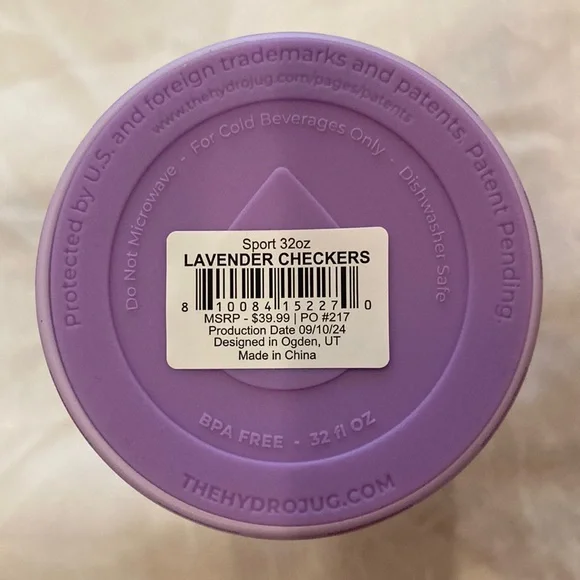 Protected by U.S. and foreign trademarks and patents. Patent Pending.
www.thehydrojug.com/pages/patents
Do Not Microwave - For Cold Beverages Only - Dishwasher Safe
Sport 32oz
LAVENDER CHECKERS
8 10084 15227 0
MSRP - $39.99 | PO #217
Production Date 09/10/24
Designed in Ogden, UT
Made in China
BPA FREE - 32 fl OZ
THEHYDROJUG.COM